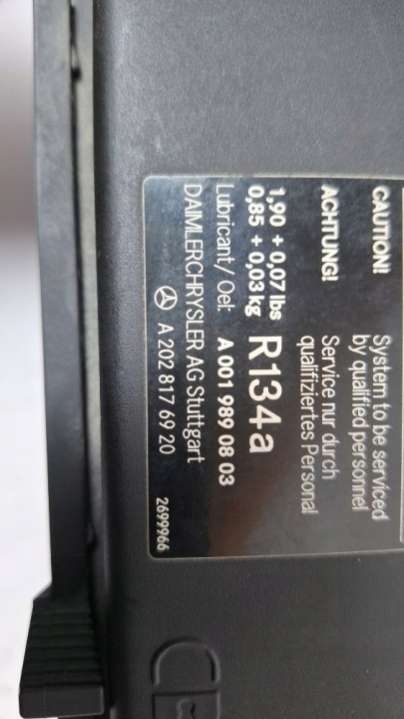 CAUTION! System to be serviced
by qualified personnel
ACHTUNG! Service nur durch
qualifiziertes Personal
1,90 + 0,07 lbs
0,85 + 0,03 kg
R 134a
Lubricant/ Oel: A 001 989 08 03
DAIMLERCHRYSLER AG Stuttgart
A 202 817 69 20
2699966